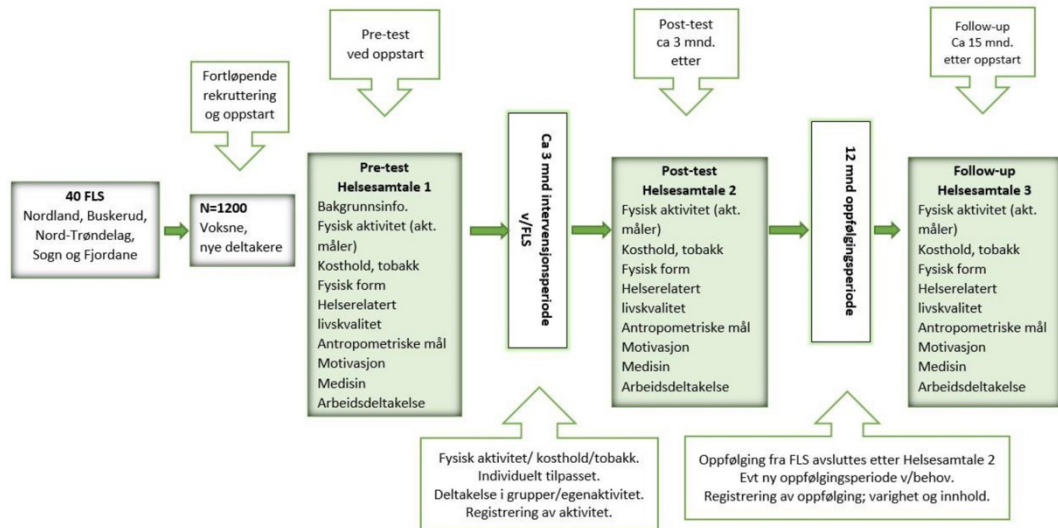 Pre-test
ved oppstart
Post-test
ca 3 mnd.
etter
Follow-up
Ca 15 mnd.
etter oppstart
Fortløpende
rekruttering
og oppstart
40 FLS
Nordland, Buskerud,
Nord-Trøndelag,
Sogn og Fjordane
N=1200
Voksne,
nye deltakere
Pre-test
Helsesamtale 1
Bakgrunnsinfo.
Fysisk aktivitet (akt.
måler)
Kosthold, tobakk
Fysisk form
Helserelatert
livskvalitet
Antropometriske mål
Motivasjon
Medisin
Arbeidsdeltakelse
Ca 3 mnd intervensjonsperiode
v/FLS
Post-test
Helsesamtale 2
Fysisk aktivitet (akt.
måler)
Kosthold, tobakk
Fysisk form
Helserelatert
livskvalitet
Antropometriske mål
Motivasjon
Medisin
Arbeidsdeltakelse
12 mnd oppfølgingsperiode
Follow-up
Helsesamtale 3
Fysisk aktivitet (akt.
måler)
Kosthold, tobakk
Fysisk form
Helserelatert
livskvalitet
Antropometriske mål
Motivasjon
Medisin
Arbeidsdeltakelse
Fysisk aktivitet/ kosthold/tobakk.
Individuelt tilpasset.
Deltakelse i grupper/egenaktivitet.
Registrering av aktivitet.
Oppfølging fra FLS avsluttes etter Helsesamtale 2
Evt ny oppfølgingsperiode v/behov.
Registrering av oppfølging; varighet og innhold.